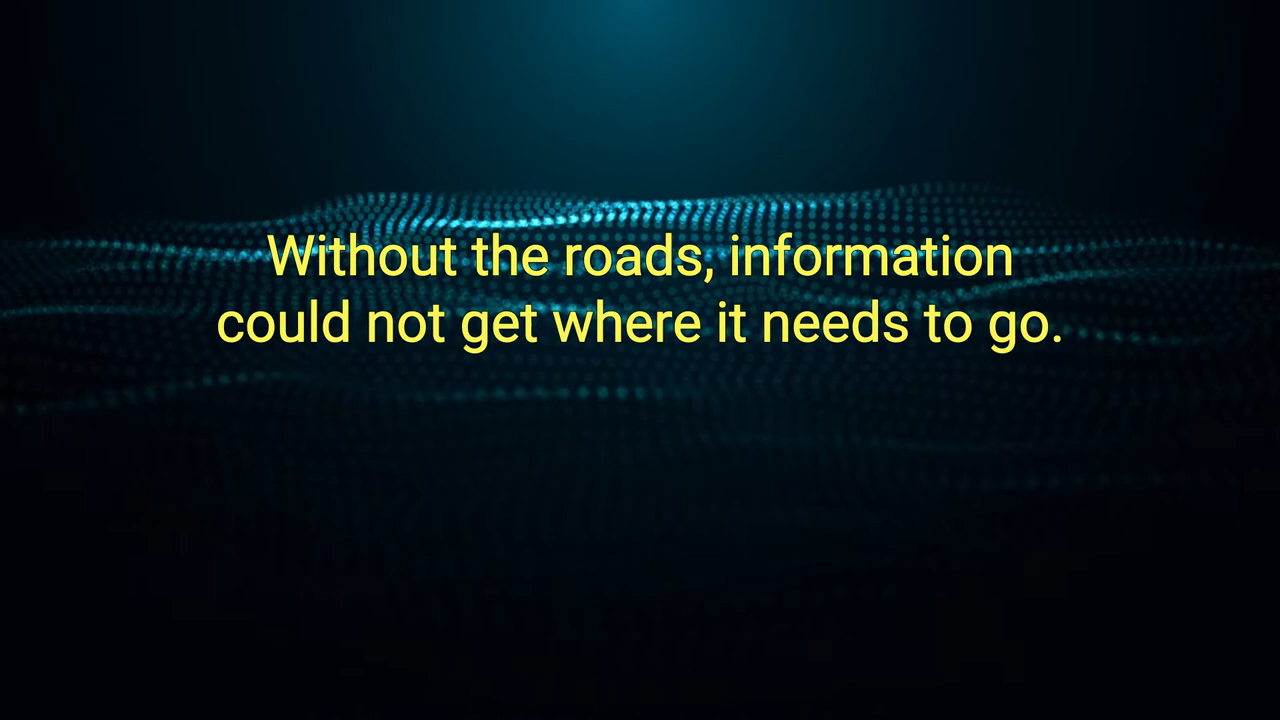 Without the roads, information
could not get where it needs to go.